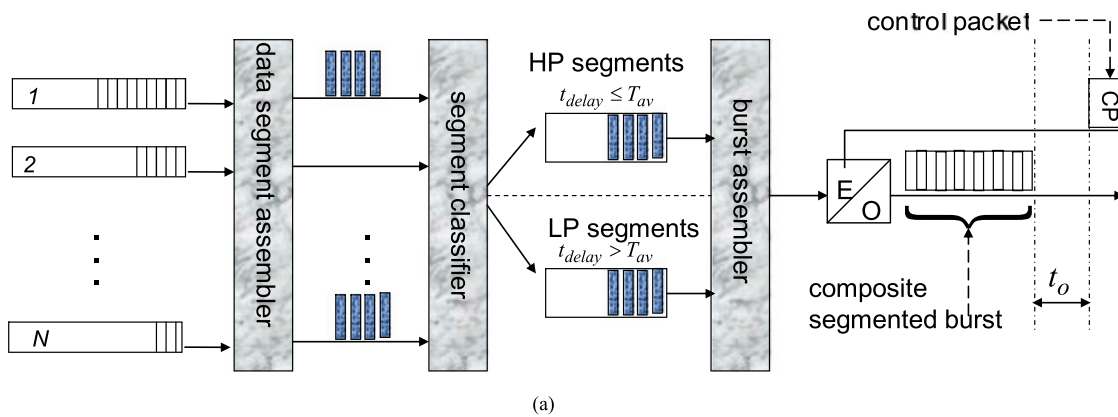 control packet
CP
data segment assembler
segment classifier
burst assembler
HP segments
t_delay ≤ T_av
LP segments
t_delay > T_av
1
2
N
E
O
composite
segmented burst
t_o
(a)